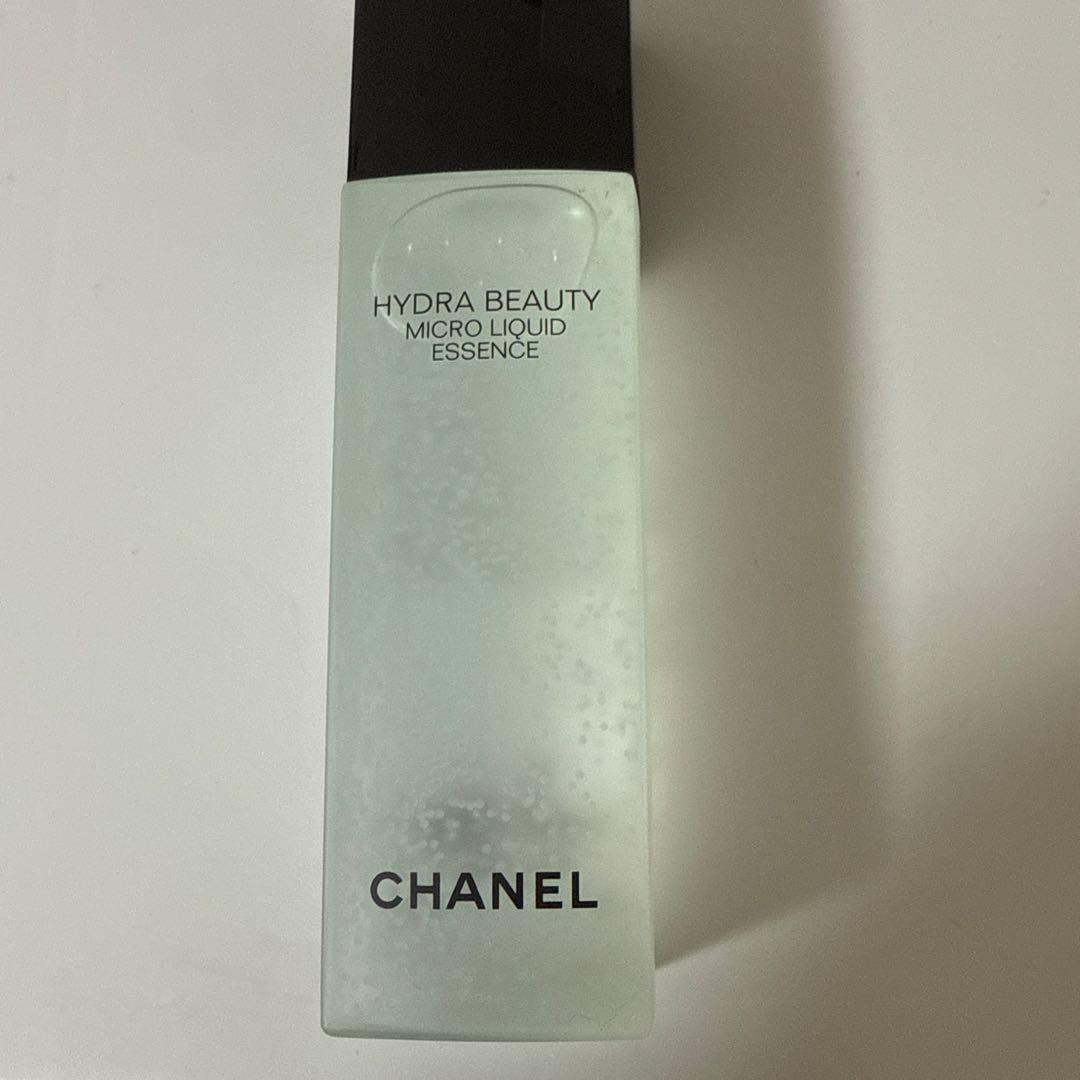 HYDRA BEAUTY
MICRO LIQUID
ESSENCE
CHANEL